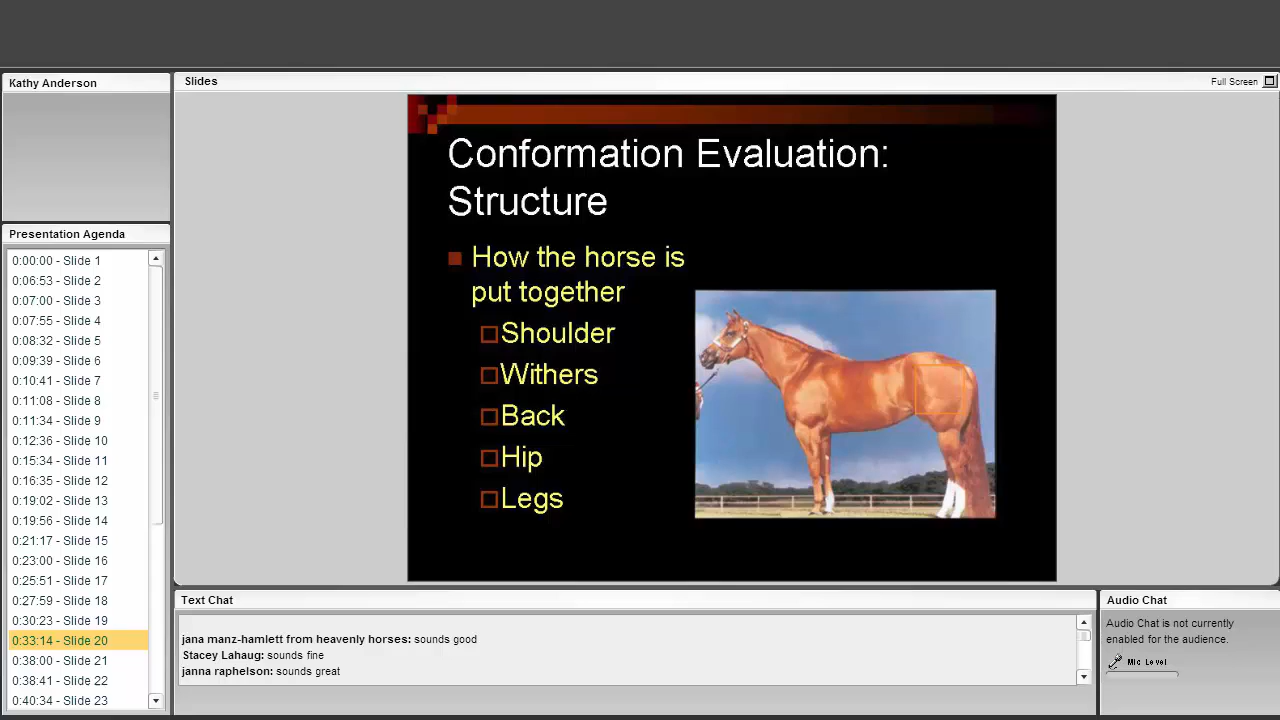 Kathy Anderson
Presentation Agenda
0:00:00 - Slide 1
0:06:53 - Slide 2
0:07:00 - Slide 3
0:07:55 - Slide 4
0:08:32 - Slide 5
0:09:39 - Slide 6
0:10:41 - Slide 7
0:11:08 - Slide 8
0:11:34 - Slide 9
0:12:36 - Slide 10
0:15:34 - Slide 11
0:16:35 - Slide 12
0:19:02 - Slide 13
0:19:56 - Slide 14
0:21:17 - Slide 15
0:23:00 - Slide 16
0:25:51 - Slide 17
0:27:59 - Slide 18
0:30:23 - Slide 19
0:33:14 - Slide 20
0:38:00 - Slide 21
0:38:41 - Slide 22
0:40:34 - Slide 23
Slides
Full Screen
Conformation Evaluation:
Structure
How the horse is
put together
Shoulder
Withers
Back
Hip
Legs
Text Chat
jana manz-hamlett from heavenly horses: sounds good
Stacey Lahaug: sounds fine
janna raphelson: sounds great
Audio Chat
Audio Chat is not currently
enabled for the audience.
Mic Level